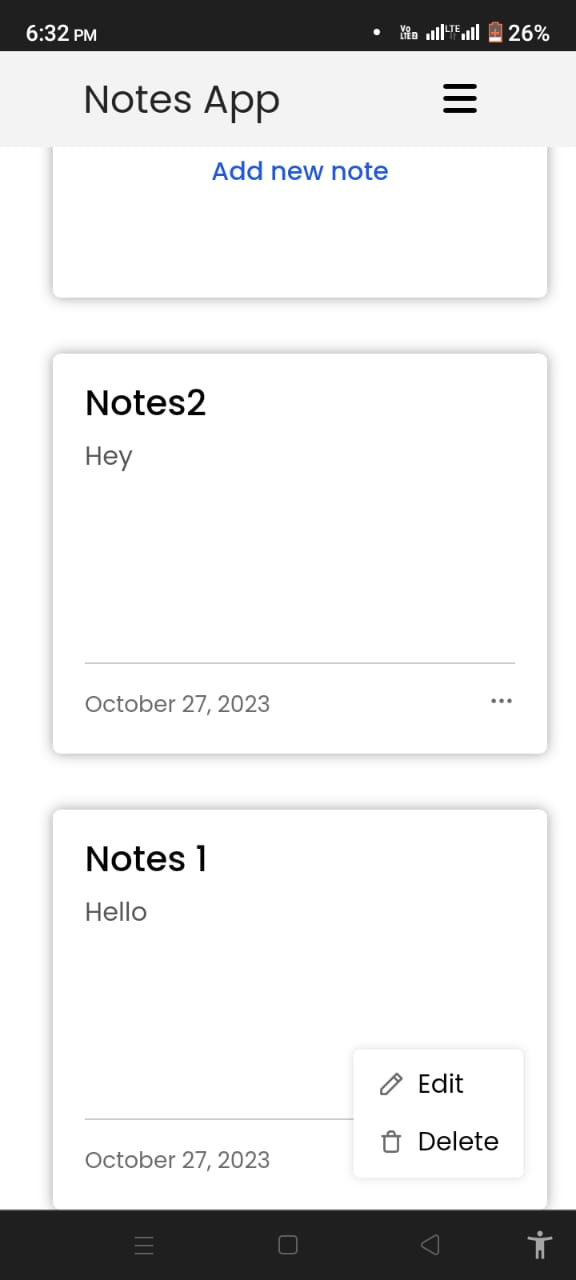 6:32 PM
Vo LTE LTE 26%
Notes App
Add new note
Notes2
Hey
October 27, 2023
Notes 1
Hello
Edit
Delete
October 27, 2023